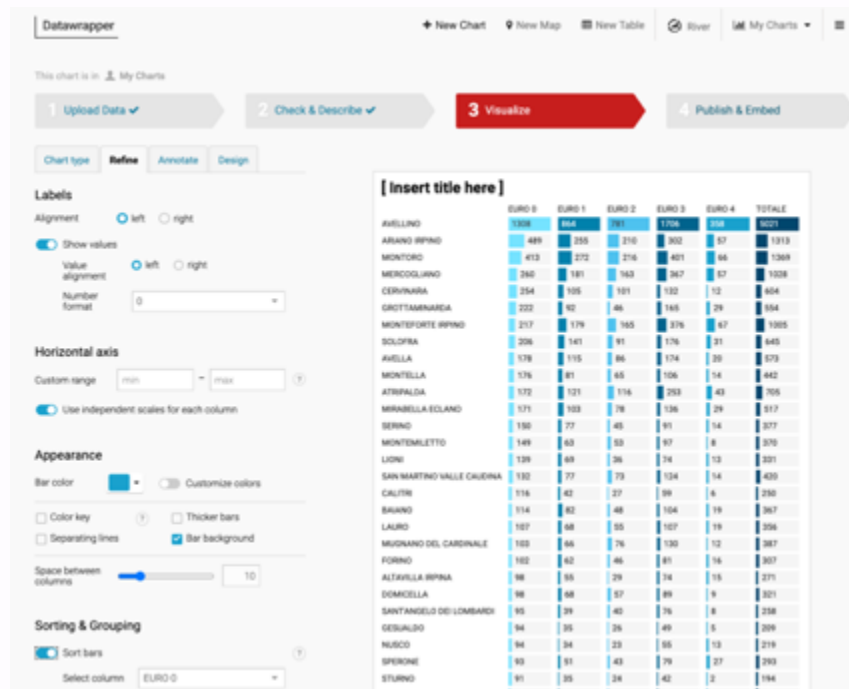 Datawrapper
+ New Chart New Map New Table River My Charts
This chart is in My Charts
1 Upload Data
2 Check & Describe
3 Visualize
4 Publish & Embed
Chart type Refine Annotate Design
Labels
Alignment left right
Show values
Value alignment left right
Number format 0
Horizontal axis
Custom range min – max ?
Use independent scales for each column
Appearance
Bar color Customize colors
Color key ? Thicker bars
Separating lines Bar background
Space between columns 10
Sorting & Grouping
Sort bars ?
Select column EURO 0
[ Insert title here ]
EURO 0 EURO 1 EURO 2 EURO 3 EURO 4 TOTALE
AVELLINO 1308 864 781 1706 358 5021
ARIANO IRPINO 489 255 210 302 57 1313
MONTORO 413 272 216 401 66 1369
MERCOGLIANO 260 181 163 367 57 1028
CERVINARA 254 105 101 132 12 604
GROTTAMINARDA 222 92 46 165 29 554
MONTEFORTE IRPINO 217 179 165 376 67 1005
SOLOFRA 206 141 91 176 31 645
AVELLA 178 115 86 174 20 573
MONTELLA 176 81 65 106 14 442
ATRIPALDA 172 121 116 253 43 705
MIRABELLA ECLANO 171 103 78 136 29 517
SERINO 150 77 45 91 14 377
MONTEMILETTO 149 63 53 97 8 370
LIONI 139 69 36 74 13 331
SAN MARTINO VALLE CAUDINA 132 77 73 124 14 420
CALITRI 116 42 27 59 6 250
BAIANO 114 82 48 104 19 367
LAURO 107 68 55 107 19 356
MUGNANO DEL CARDINALE 103 66 76 130 12 387
FORINO 102 62 46 81 16 307
ALTAVILLA IRPINA 98 55 29 74 15 271
DOMICELLA 98 68 57 89 9 321
SANT'ANGELO DEI LOMBARDI 95 39 40 76 8 258
GESUALDO 94 35 26 49 5 209
NUSCO 94 34 23 55 13 219
SPERONE 93 51 43 79 27 293
STURNO 91 35 24 42 2 194